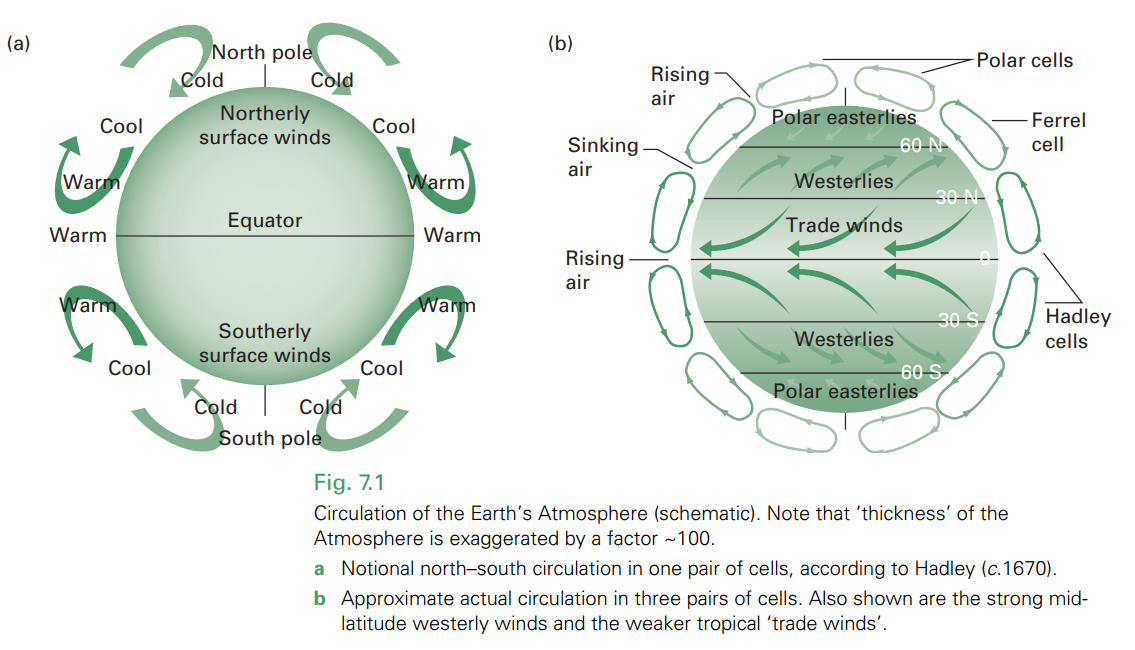 (a)
North pole
Cold
Cold
Northerly
surface winds
Cool
Cool
Warm
Warm
Equator
Warm
Warm
Warm
Warm
Southerly
surface winds
Cool
Cool
Cold
Cold
South pole
(b)
Polar cells
Rising
air
Polar easterlies
Ferrel
cell
60 N
Sinking
air
Westerlies
30 N
Trade winds
Rising
air
0
30 S
Hadley
cells
Westerlies
60 S
Polar easterlies
Fig. 7.1
Circulation of the Earth’s Atmosphere (schematic). Note that ‘thickness’ of the
Atmosphere is exaggerated by a factor ~100.
a Notional north–south circulation in one pair of cells, according to Hadley (c.1670).
b Approximate actual circulation in three pairs of cells. Also shown are the strong mid-
latitude westerly winds and the weaker tropical ‘trade winds’.